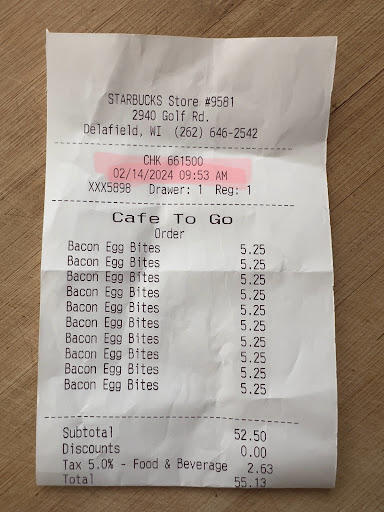 STARBUCKS Store #9581
2940 Golf Rd.
Delafield, WI (262) 646-2542
CHK 661500
02/14/2024 09:53 AM
XXX5898 Drawer: 1 Reg: 1
Cafe To Go
Order
Bacon Egg Bites 5.25
Bacon Egg Bites 5.25
Bacon Egg Bites 5.25
Bacon Egg Bites 5.25
Bacon Egg Bites 5.25
Bacon Egg Bites 5.25
Bacon Egg Bites 5.25
Bacon Egg Bites 5.25
Bacon Egg Bites 5.25
Bacon Egg Bites 5.25
Subtotal 52.50
Discounts 0.00
Tax 5.0% - Food & Beverage 2.63
Total 55.13